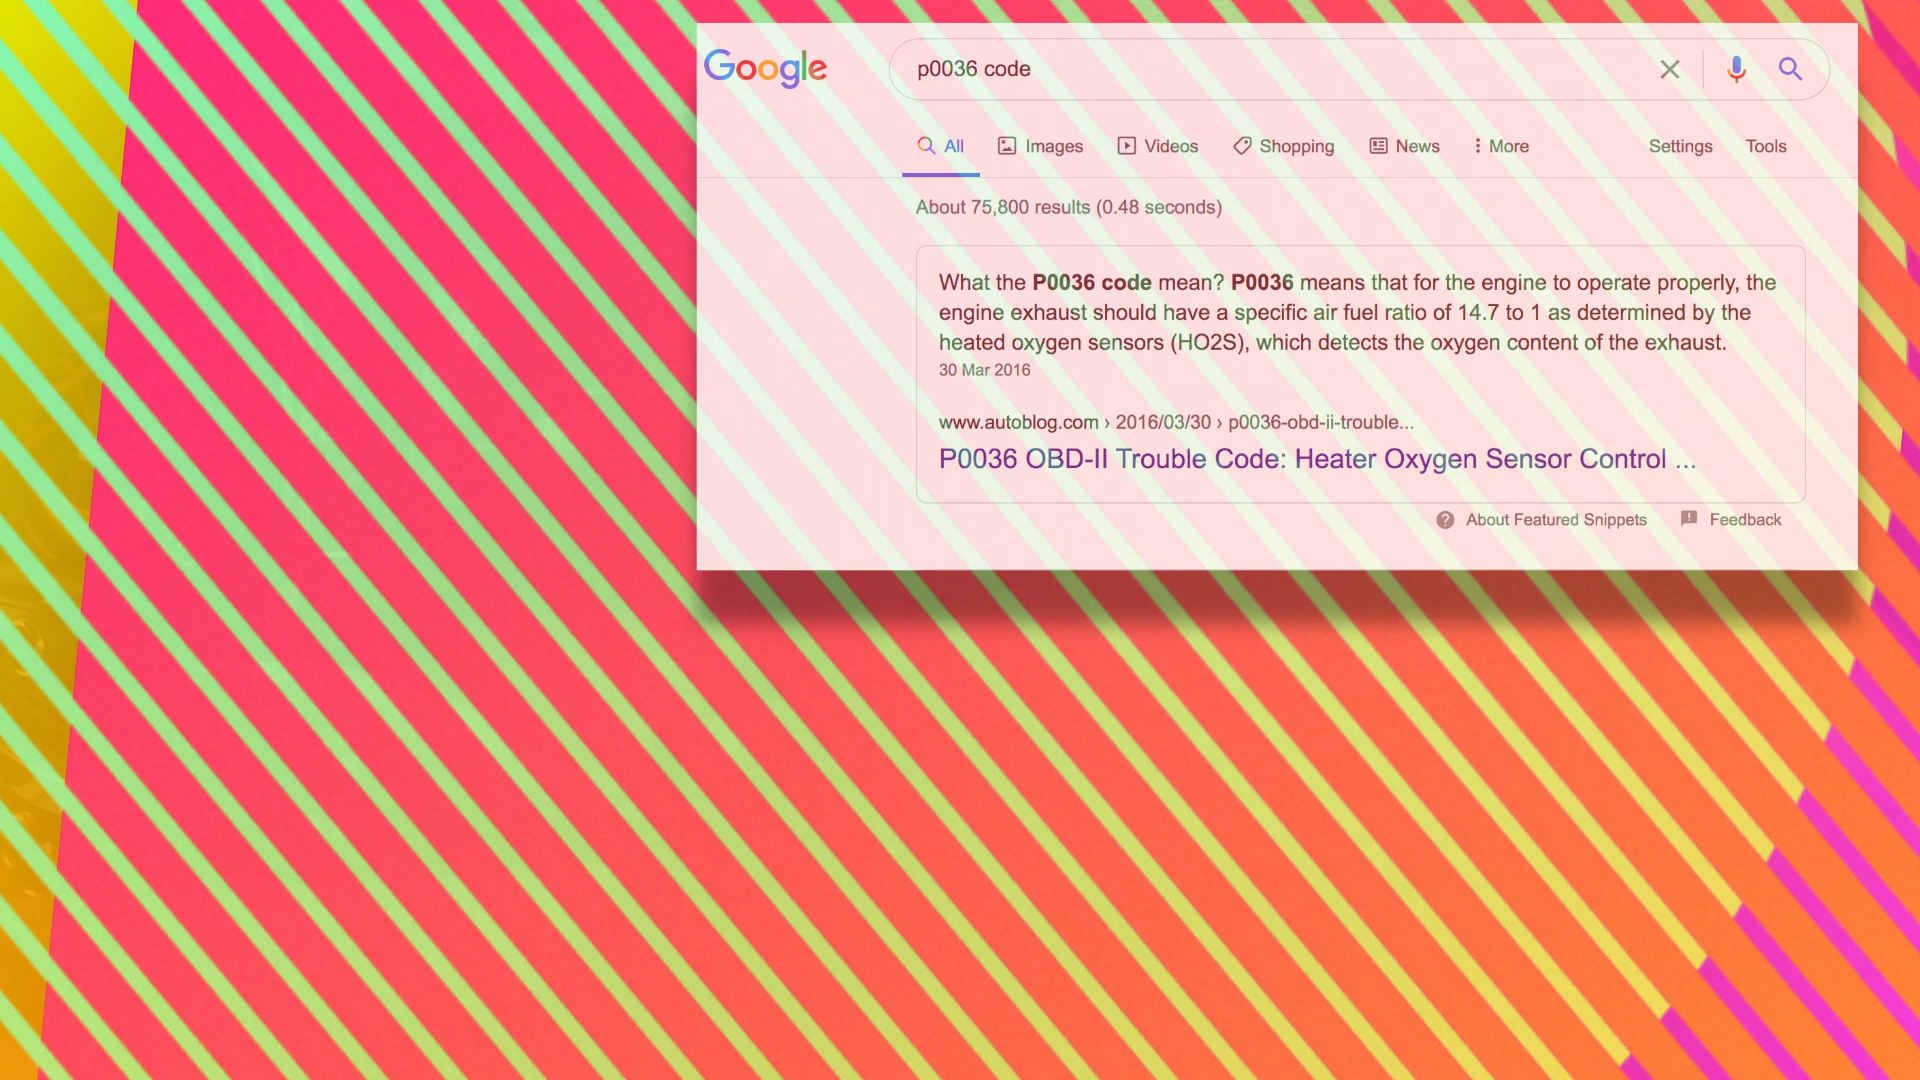 Google
p0036 code
All Images Videos Shopping News More Settings Tools
About 75,800 results (0.48 seconds)
What the P0036 code mean? P0036 means that for the engine to operate properly, the
engine exhaust should have a specific air fuel ratio of 14.7 to 1 as determined by the
heated oxygen sensors (HO2S), which detects the oxygen content of the exhaust.
30 Mar 2016
www.autoblog.com › 2016/03/30 › p0036-obd-ii-trouble...
P0036 OBD-II Trouble Code: Heater Oxygen Sensor Control ...
About Featured Snippets Feedback